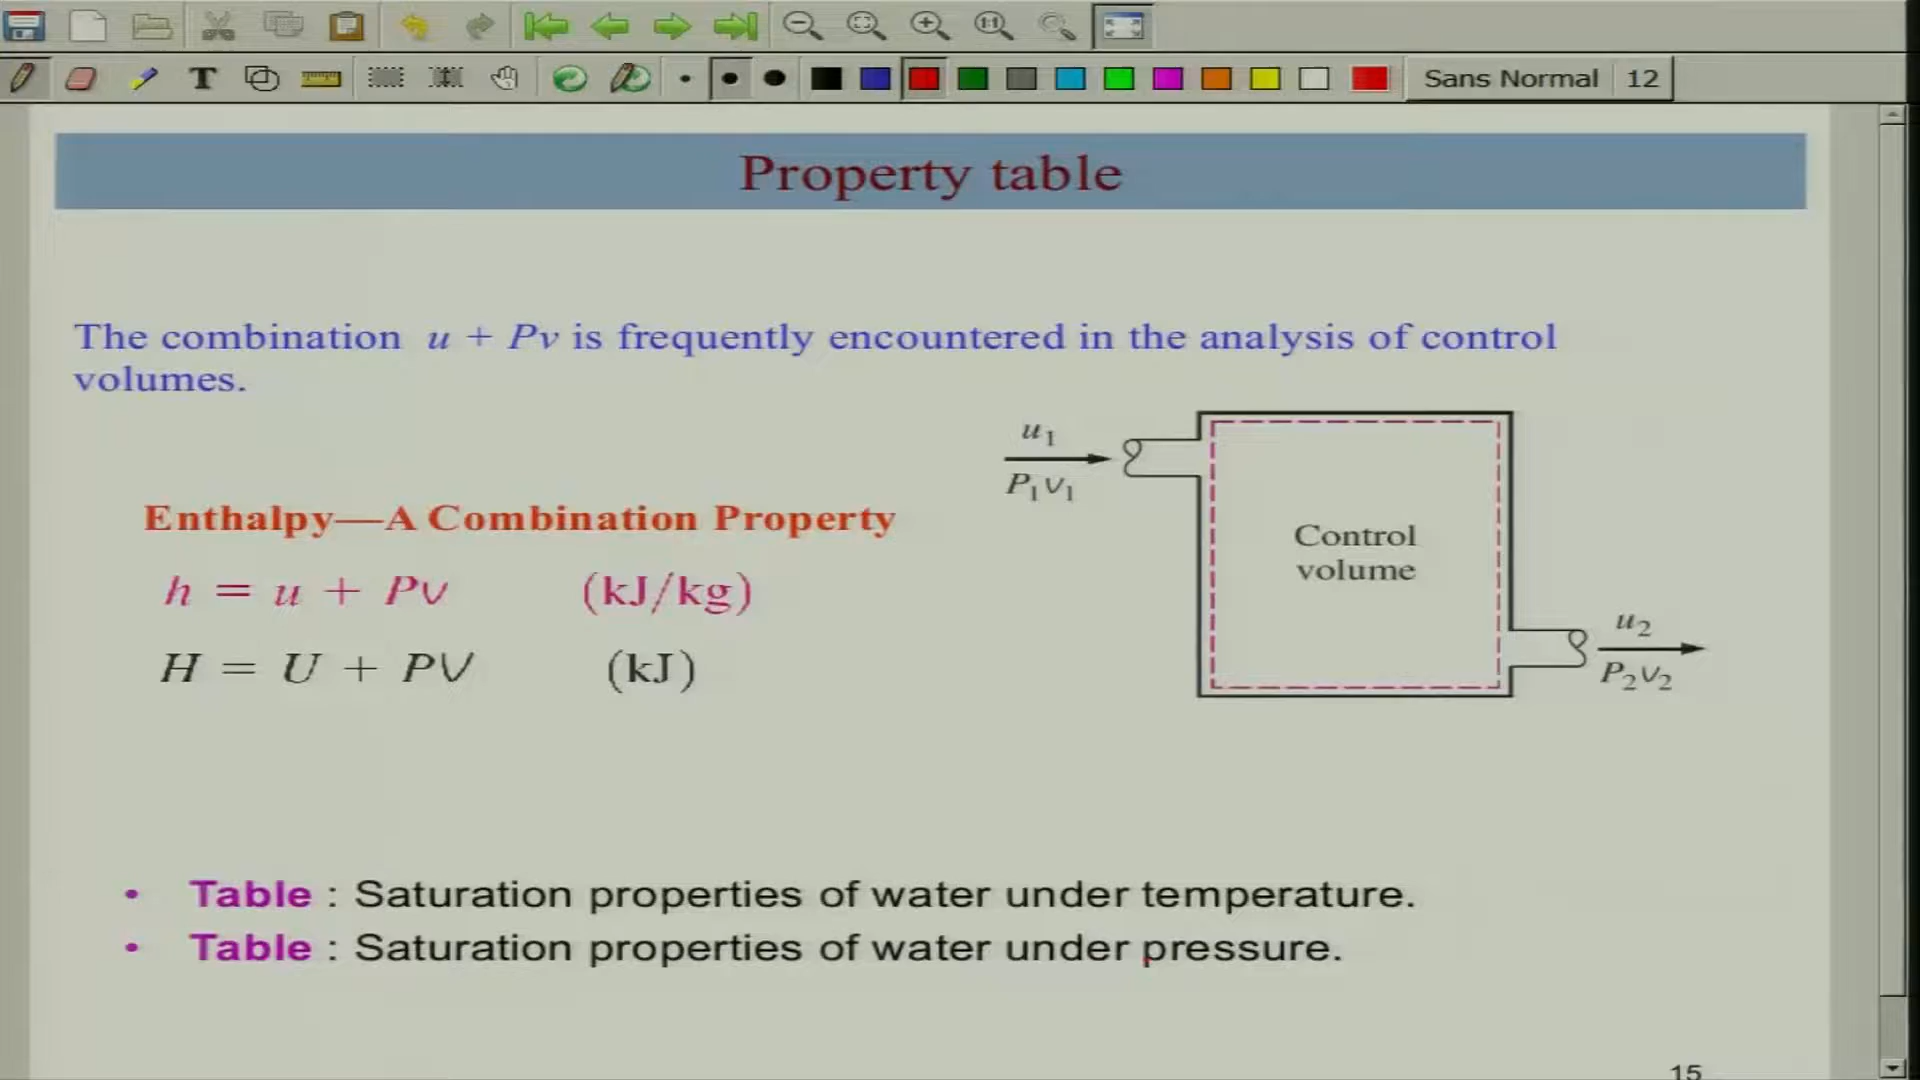 Sans Normal 12
Property table
The combination u + Pv is frequently encountered in the analysis of control
volumes.
u1
P1v1
Enthalpy—A Combination Property
h = u + Pv (kJ/kg)
H = U + PV (kJ)
Control
volume
u2
P2v2
• Table : Saturation properties of water under temperature.
• Table : Saturation properties of water under pressure.
15